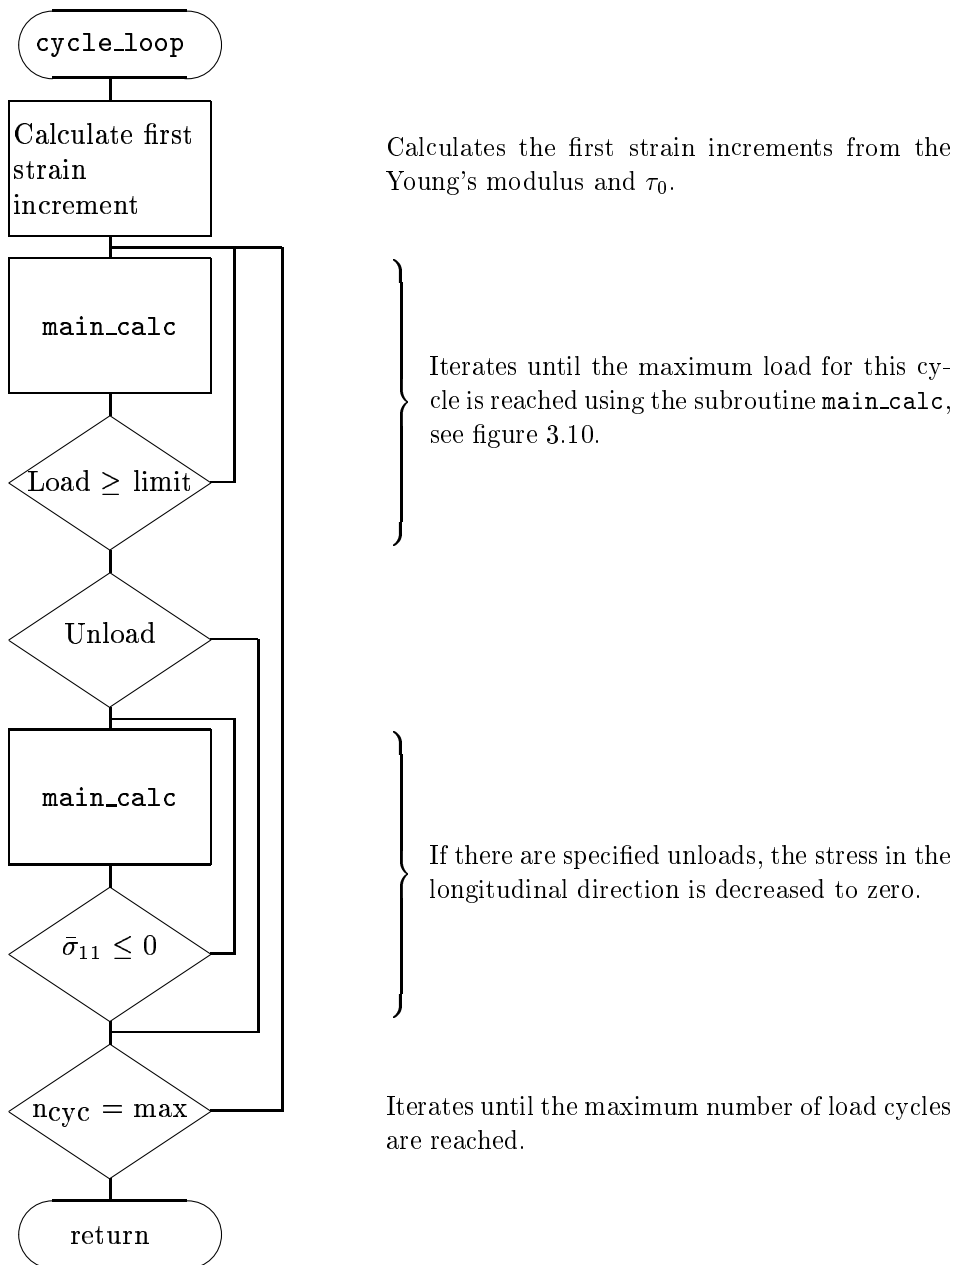 cycle_loop
Calculate first
strain
increment
Calculates the first strain increments from the
Young's modulus and τ₀.
main_calc
Iterates until the maximum load for this cy-
cle is reached using the subroutine main_calc,
see figure 3.10.
Load ≥ limit
Unload
main_calc
If there are specified unloads, the stress in the
longitudinal direction is decreased to zero.
σ̄₁₁ ≤ 0
ncyc = max
Iterates until the maximum number of load cycles
are reached.
return